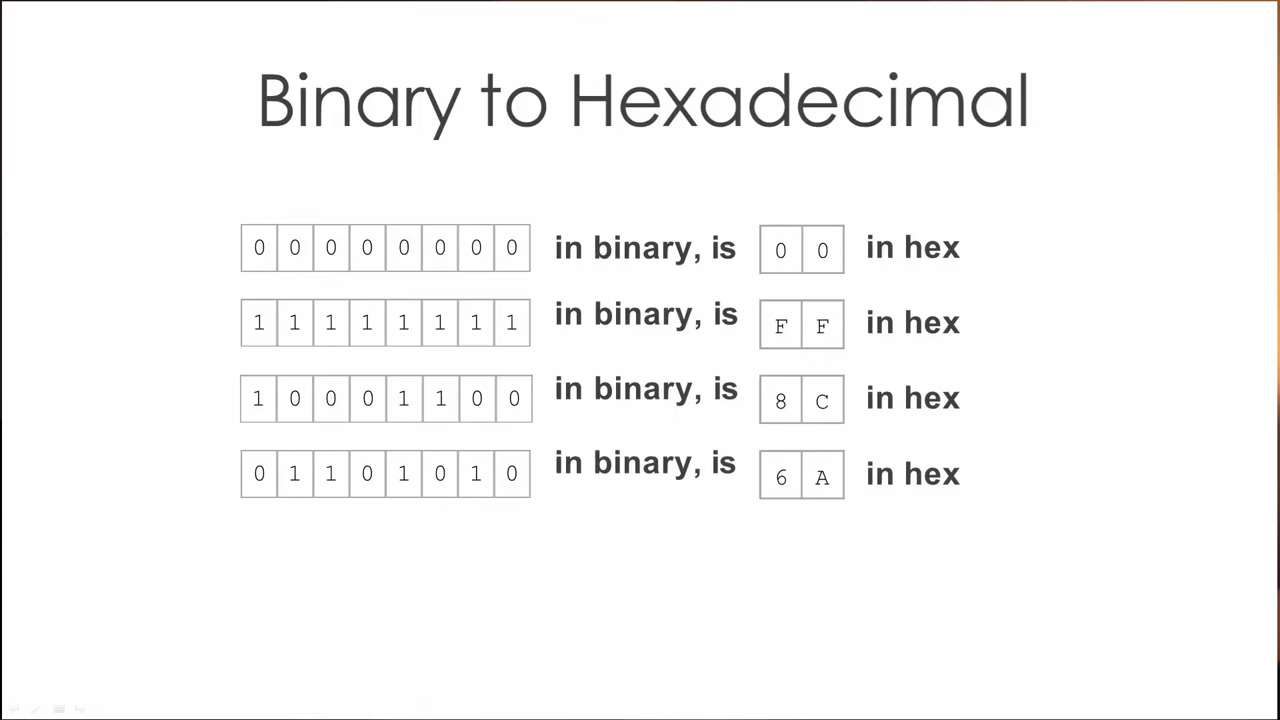 Binary to Hexadecimal
0 0 0 0 0 0 0 0 in binary, is 0 0 in hex
1 1 1 1 1 1 1 1 in binary, is F F in hex
1 0 0 0 1 1 0 0 in binary, is 8 C in hex
0 1 1 0 1 0 1 0 in binary, is 6 A in hex